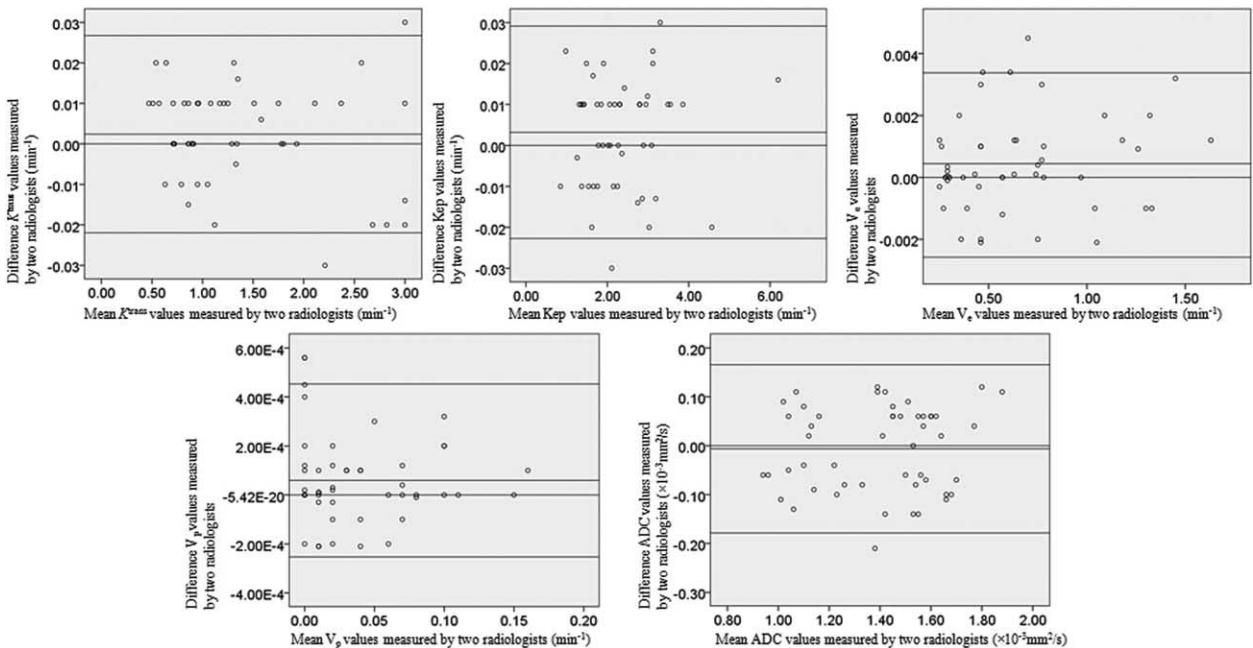 Difference Kᵗʳᵃⁿˢ values measured
by two radiologists (min⁻¹)
0.03
0.02
0.01
0.00
-0.01
-0.02
-0.03
0.00 0.50 1.00 1.50 2.00 2.50 3.00
Mean Kᵗʳᵃⁿˢ values measured by two radiologists (min⁻¹)
Difference Kep values measured
by two radiologists (min⁻¹)
0.03
0.02
0.01
0.00
-0.01
-0.02
-0.03
0.00 2.00 4.00 6.00
Mean Kep values measured by two radiologists (min⁻¹)
Difference Vₑ values measured
by two radiologists
0.004
0.002
0.000
-0.002
0.50 1.00 1.50
Mean Vₑ values measured by two radiologists (min⁻¹)
Difference Vₚ values measured
by two radiologists
6.00E-4
4.00E-4
2.00E-4
-5.42E-20
-2.00E-4
-4.00E-4
0.00 0.05 0.10 0.15 0.20
Mean Vₚ values measured by two radiologists (min⁻¹)
Difference ADC values measured
by two radiologists (×10⁻³mm²/s)
0.20
0.10
0.00
-0.10
-0.20
-0.30
0.80 1.00 1.20 1.40 1.60 1.80 2.00
Mean ADC values measured by two radiologists (×10⁻³mm²/s)